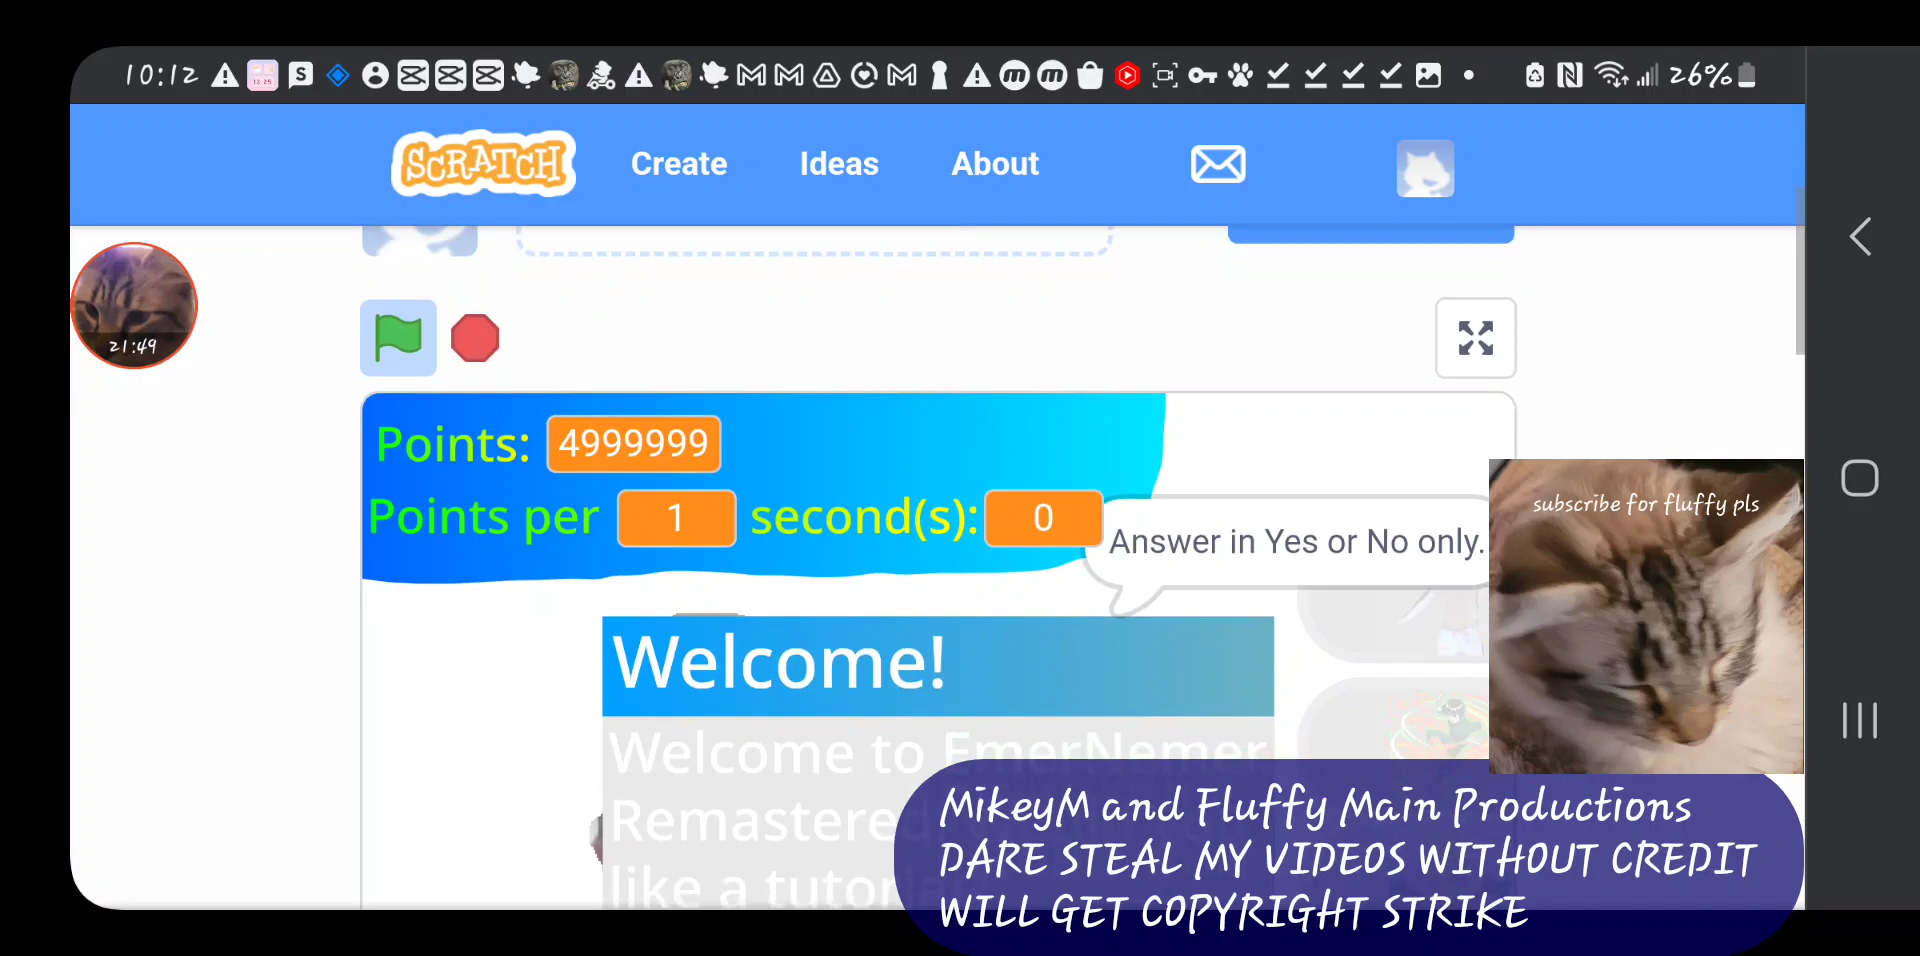 10:12
26%
SCRATCH
Create
Ideas
About
21:49
Points: 4999999
Points per 1 second(s): 0
Answer in Yes or No only.
subscribe for fluffy pls
Welcome!
Welcome to EmerNemer
Remastered
like a tutorial
MikeyM and Fluffy Main Productions
DARE STEAL MY VIDEOS WITHOUT CREDIT
WILL GET COPYRIGHT STRIKE